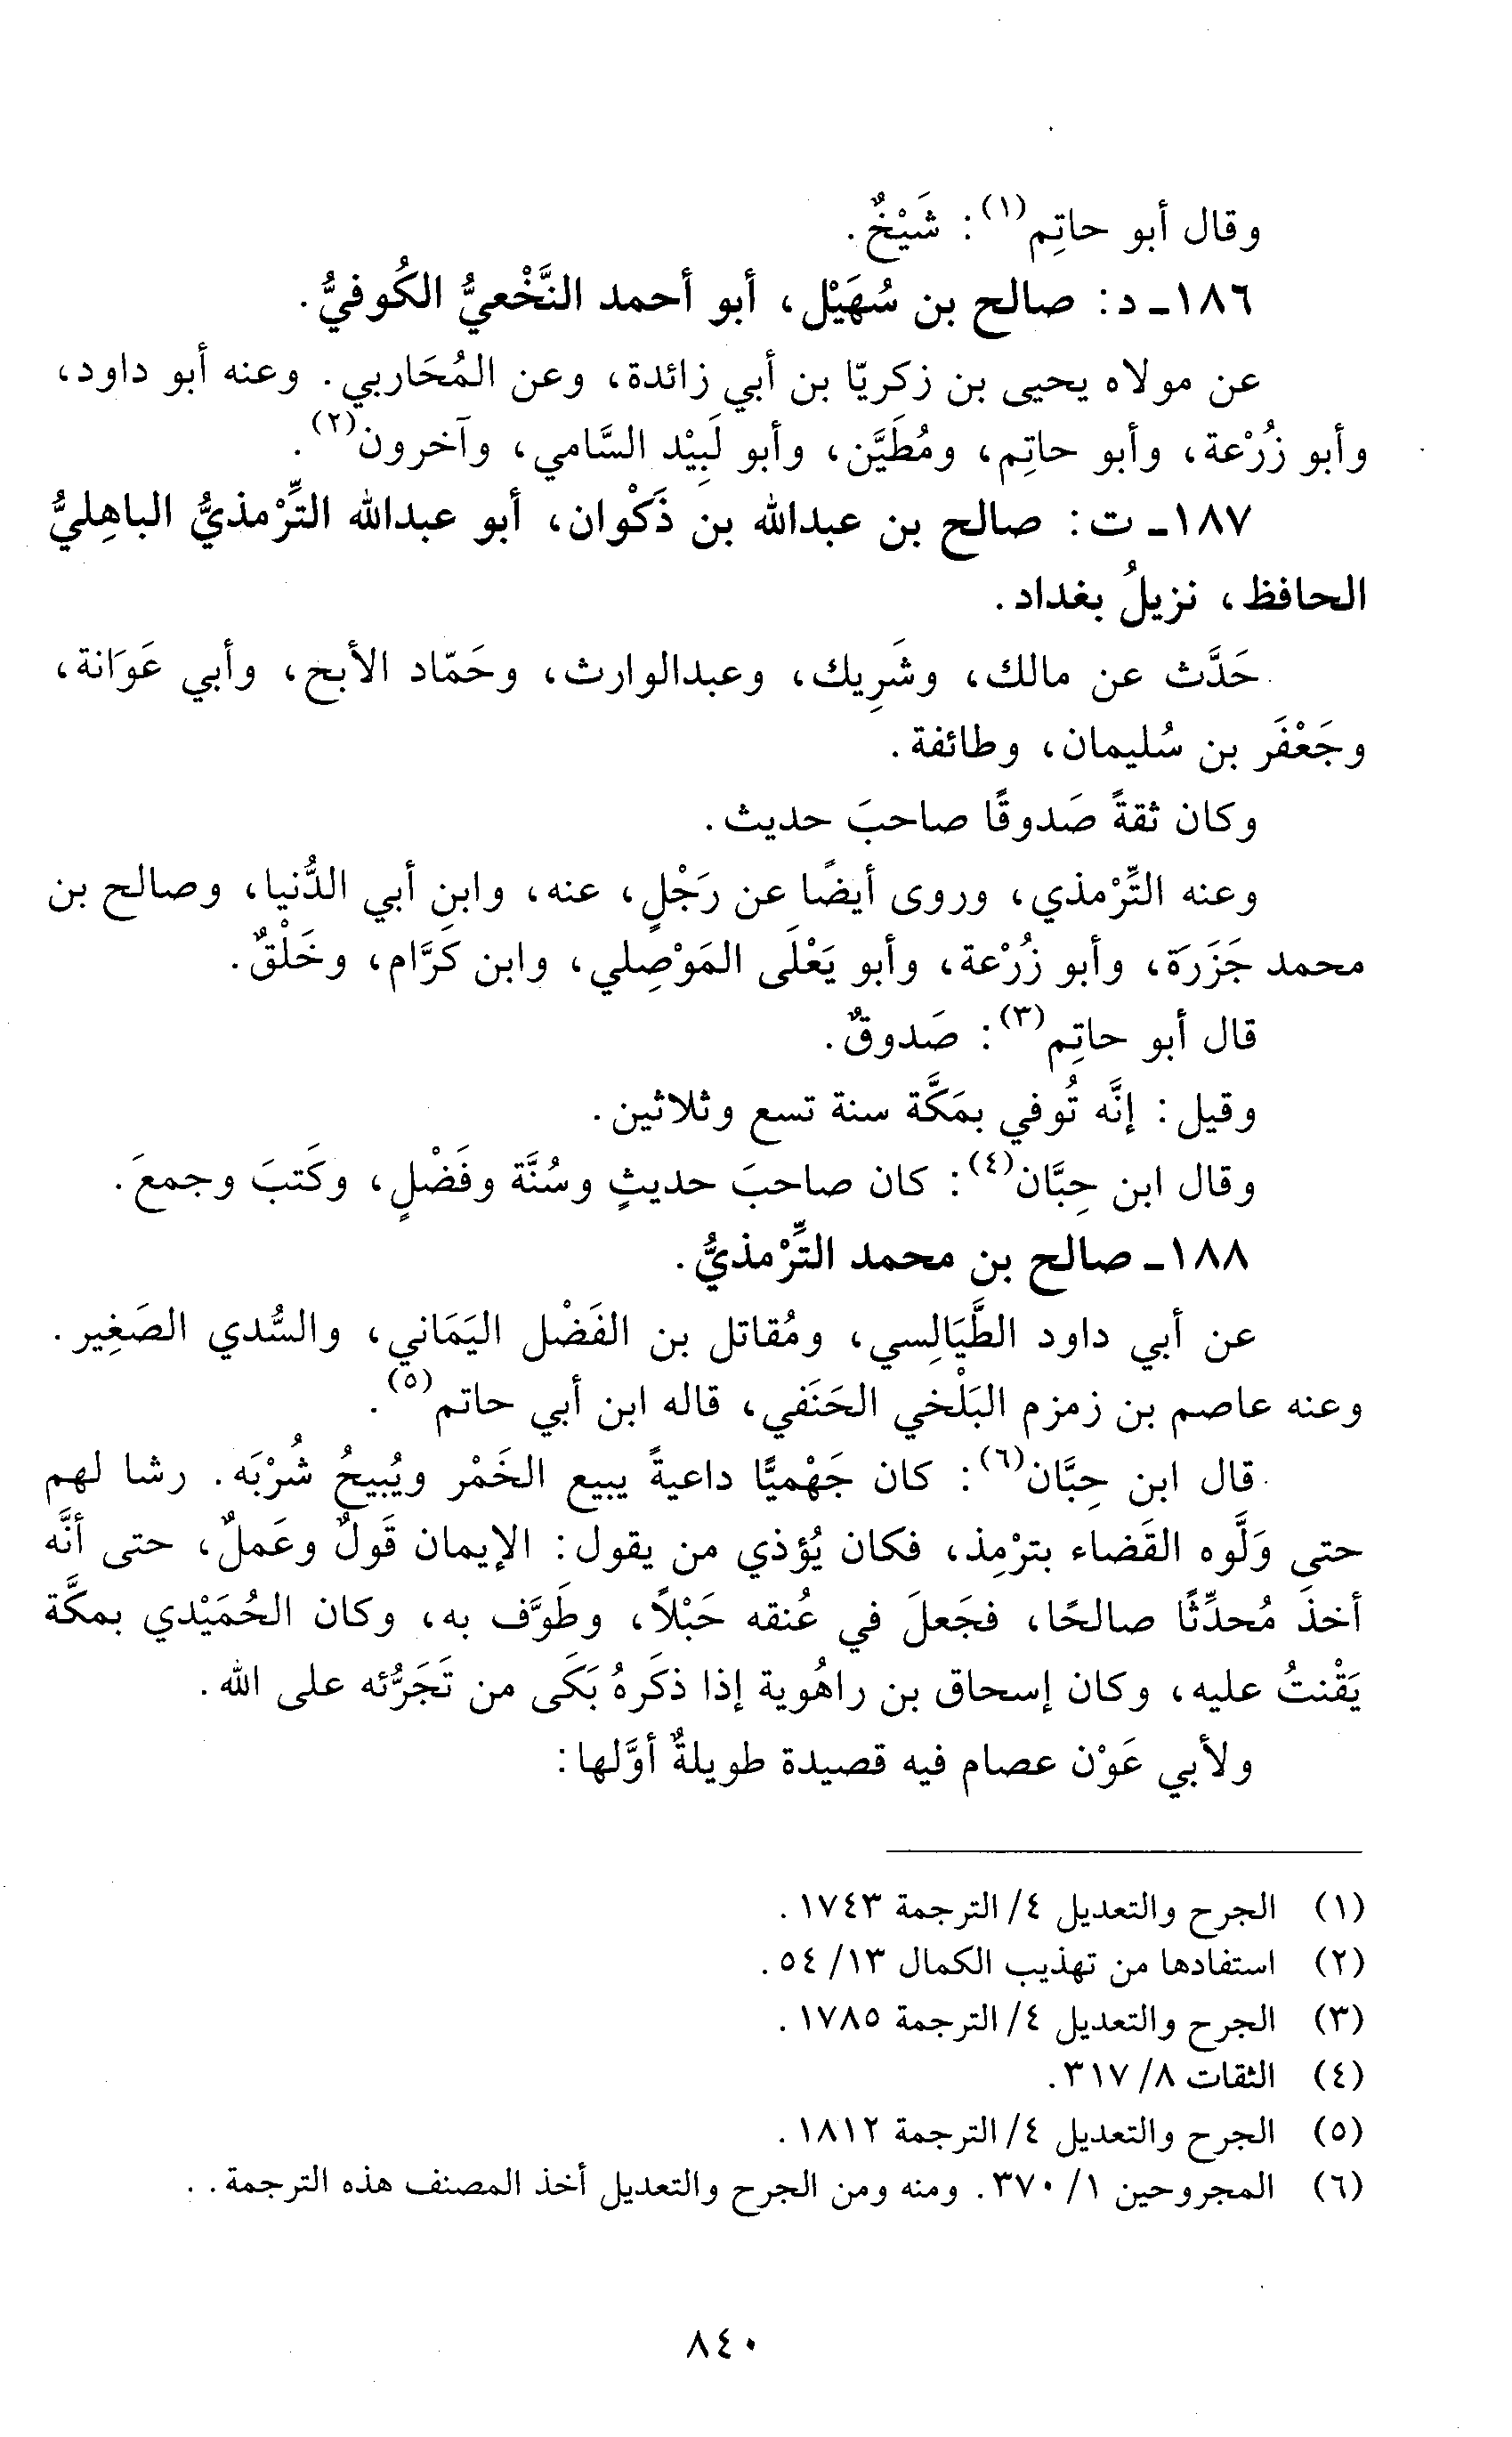 وقال أبو حاتِم(١): شَيْخٌ.
١٨٦ـ د: صالح بن سُهَيْل، أبو أحمد النَّخْعيُّ الكُوفيُّ.
عن مولاه يحيى بن زكريّا بن أبي زائدة، وعن المُحَاربي. وعنه أبو داود،
وأبو زُرْعة، وأبو حاتِم، ومُطَيَّن، وأبو لَبِيْد السَّامي، وآخرون(٢).
١٨٧ـ ت: صالح بن عبدالله بن ذَكْوان، أبو عبدالله التِّرْمذيُّ الباهِليُّ
الحافظ، نزيلُ بغداد.
حَدَّث عن مالك، وشَرِيك، وعبدالوارث، وحَمّاد الأبح، وأبي عَوَانة،
وجَعْفَر بن سُليمان، وطائفة.
وكان ثقةً صَدوقًا صاحبَ حديث.
وعنه التِّرْمذي، وروى أيضًا عن رَجْلٍ، عنه، وابنِ أبي الدُّنيا، وصالح بن
محمد جَزَرَة، وأبو زُرْعة، وأبو يَعْلَى المَوْصِلي، وابن كَرَّام، وخَلْقٌ.
قال أبو حاتِم(٣): صَدوقٌ.
وقيل: إنَّه تُوفي بمَكَّة سنة تسع وثلاثين.
وقال ابن حِبَّان(٤): كان صاحبَ حديثٍ وسُنَّة وفَضْلٍ، وكَتبَ وجمعَ.
١٨٨ـ صالح بن محمد التِّرْمذيُّ.
عن أبي داود الطَّيَالِسي، ومُقاتل بن الفَضْل اليَمَاني، والسُّدي الصَغِير.
وعنه عاصم بن زمزم البَلْخي الحَنَفي، قاله ابن أبي حاتم(٥).
قال ابن حِبَّان(٦): كان جَهْميًّا داعيةً يبيع الخَمْر ويُبيحُ شُرْبَه. رشا لهم
حتى وَلَّوه القَضاء بترْمِذ، فكان يُؤذي من يقول: الإيمان قَولٌ وعَملٌ، حتى أنَّه
أخذَ مُحدِّثًا صالحًا، فجَعلَ في عُنقه حَبْلاً، وطَوَّف به، وكان الحُمَيْدي بمكَّة
يَقْنتُ عليه، وكان إسحاق بن راهُوية إذا ذكَرهُ بَكَى من تَجَرُّئه على الله.
ولأبي عَوْن عصام فيه قصيدة طويلةٌ أوَّلها:
(١) الجرح والتعديل ٤/ الترجمة ١٧٤٣.
(٢) استفادها من تهذيب الكمال ١٣/ ٥٤.
(٣) الجرح والتعديل ٤/ الترجمة ١٧٨٥.
(٤) الثقات ٨/ ٣١٧.
(٥) الجرح والتعديل ٤/ الترجمة ١٨١٢.
(٦) المجروحين ١/ ٣٧٠. ومنه ومن الجرح والتعديل أخذ المصنف هذه الترجمة. .
٨٤٠